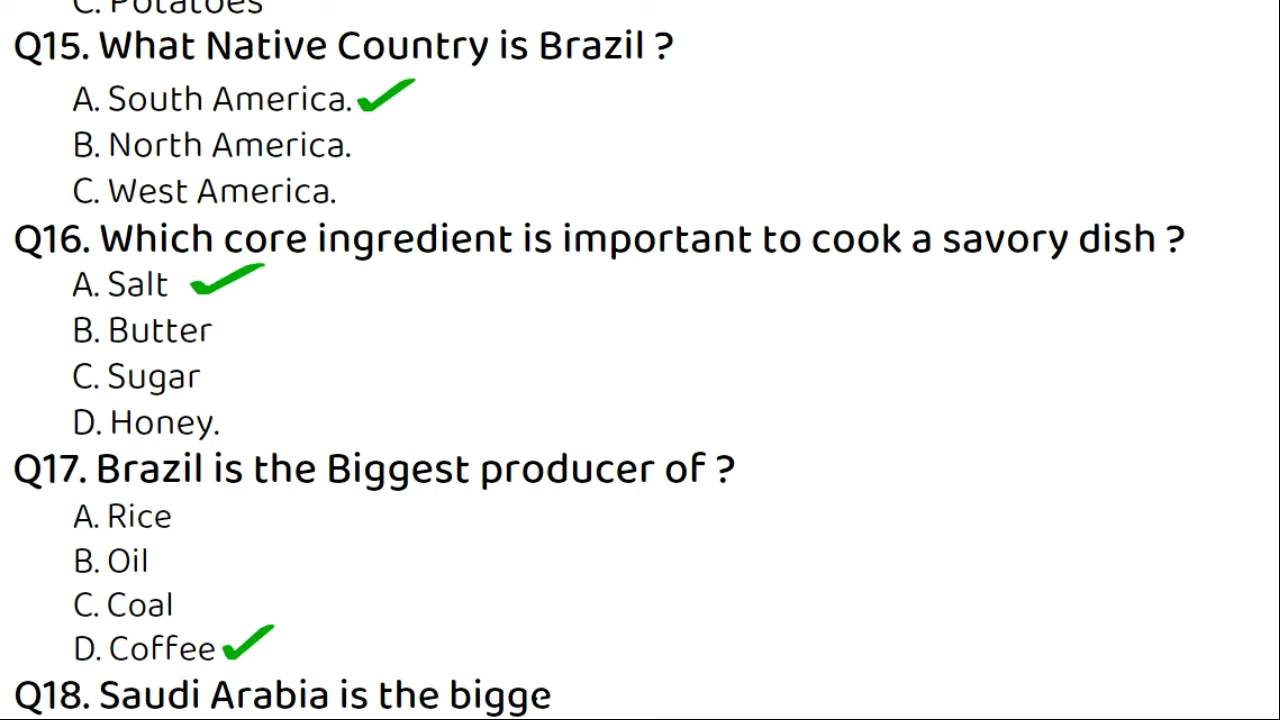 C. Potatoes
Q15. What Native Country is Brazil ?
A. South America.
B. North America.
C. West America.
Q16. Which core ingredient is important to cook a savory dish ?
A. Salt
B. Butter
C. Sugar
D. Honey.
Q17. Brazil is the Biggest producer of ?
A. Rice
B. Oil
C. Coal
D. Coffee
Q18. Saudi Arabia is the bigge